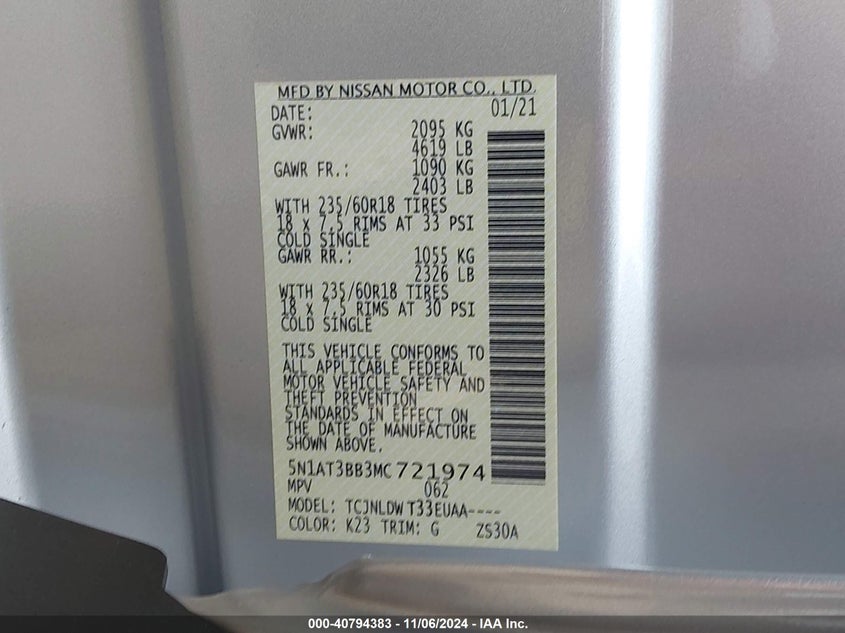 MFD BY NISSAN MOTOR CO., LTD.
DATE: 01/21
GVWR: 2095 KG
4619 LB
GAWR FR.: 1090 KG
2403 LB
WITH 235/60R18 TIRES
18 x 7.5 RIMS AT 33 PSI
COLD SINGLE
GAWR RR.: 1055 KG
2326 LB
WITH 235/60R18 TIRES
18 x 7.5 RIMS AT 30 PSI
COLD SINGLE
THIS VEHICLE CONFORMS TO
ALL APPLICABLE FEDERAL
MOTOR VEHICLE SAFETY AND
THEFT PREVENTION
STANDARDS IN EFFECT ON
THE DATE OF MANUFACTURE
SHOWN ABOVE.
5N1AT3BB3MC721974
MPV 062
MODEL: TCJNLDW T33EUAA----
COLOR: K23 TRIM: G ZS30A
000-40794383 - 11/06/2024 - IAA Inc.